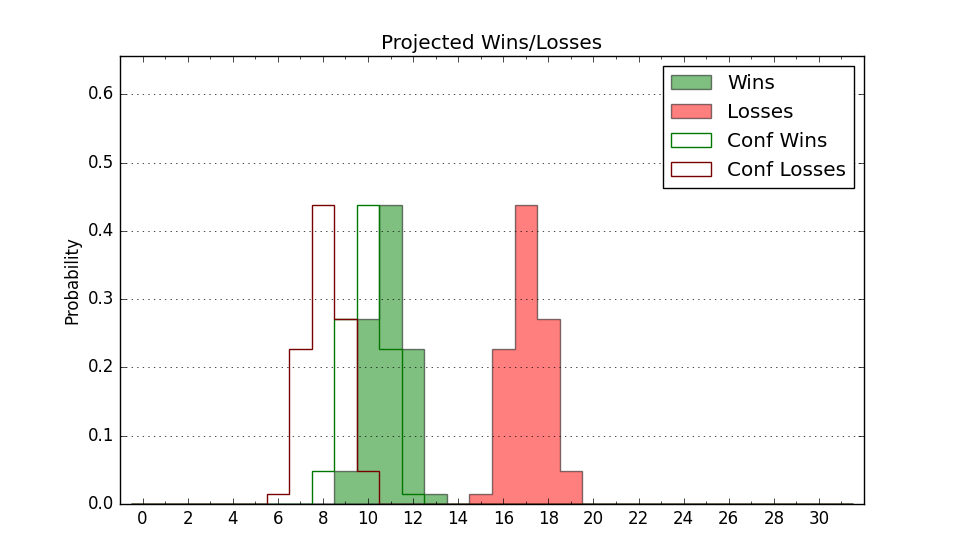 Projected Wins/Losses
Probability
0.6
0.5
0.4
0.3
0.2
0.1
0.0
0 2 4 6 8 10 12 14 16 18 20 22 24 26 28 30
Wins
Losses
Conf Wins
Conf Losses